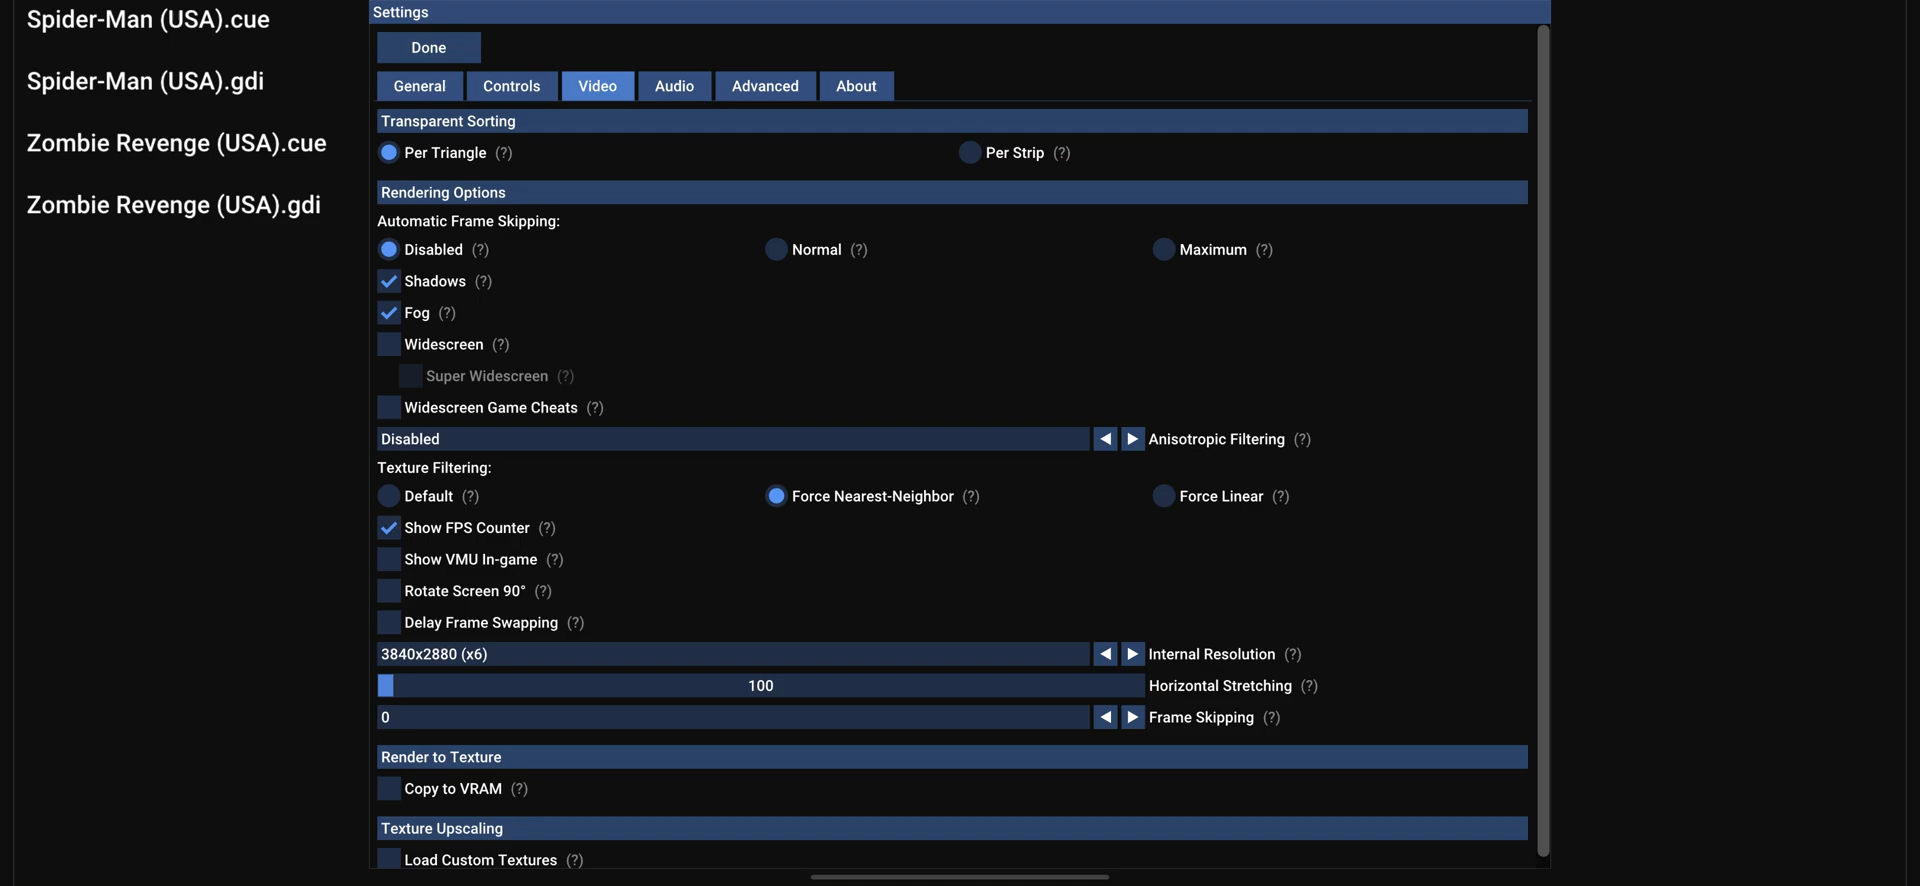 Spider-Man (USA).cue
Spider-Man (USA).gdi
Zombie Revenge (USA).cue
Zombie Revenge (USA).gdi
Settings
Done
General Controls Video Audio Advanced About
Transparent Sorting
Per Triangle (?) Per Strip (?)
Rendering Options
Automatic Frame Skipping:
Disabled (?) Normal (?) Maximum (?)
Shadows (?)
Fog (?)
Widescreen (?)
Super Widescreen (?)
Widescreen Game Cheats (?)
Disabled Anisotropic Filtering (?)
Texture Filtering:
Default (?) Force Nearest-Neighbor (?) Force Linear (?)
Show FPS Counter (?)
Show VMU In-game (?)
Rotate Screen 90° (?)
Delay Frame Swapping (?)
3840x2880 (x6) Internal Resolution (?)
100 Horizontal Stretching (?)
0 Frame Skipping (?)
Render to Texture
Copy to VRAM (?)
Texture Upscaling
Load Custom Textures (?)